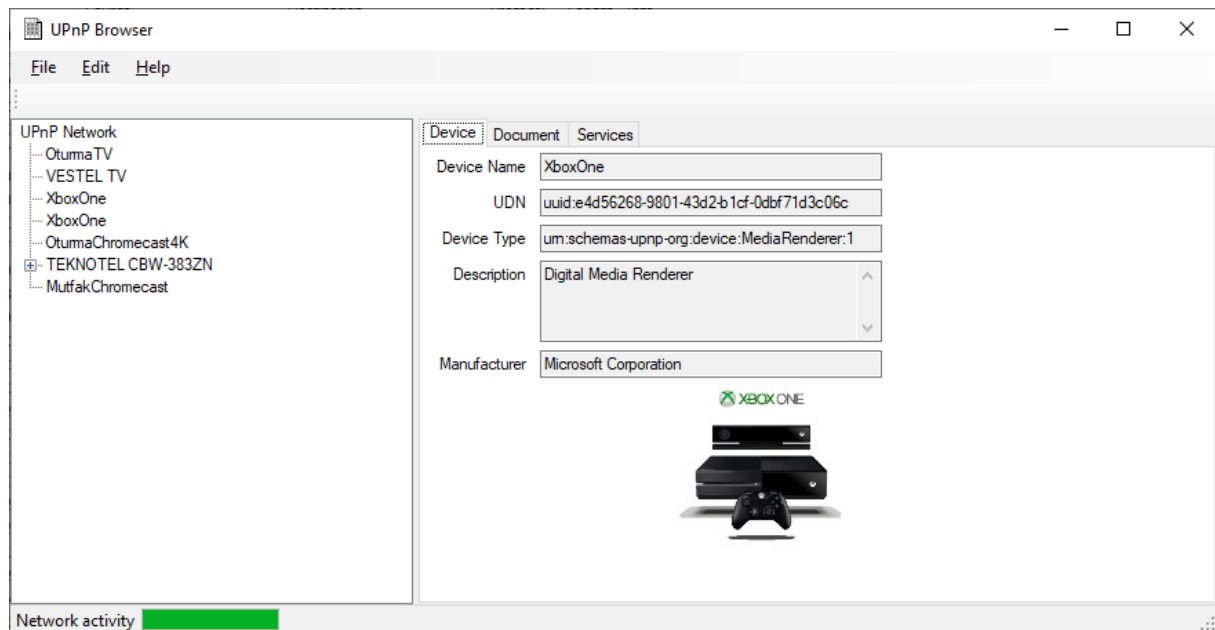 UPnP Browser
File Edit Help
UPnP Network
OturmaTV
VESTEL TV
XboxOne
XboxOne
OturmaChromecast4K
TEKNOTEL CBW-383ZN
MutfakChromecast
Device Document Services
Device Name XboxOne
UDN uuid:e4d56268-9801-43d2-b1cf-0dbf71d3c06c
Device Type urn:schemas-upnp-org:device:MediaRenderer:1
Description Digital Media Renderer
Manufacturer Microsoft Corporation
XBOX ONE
Network activity